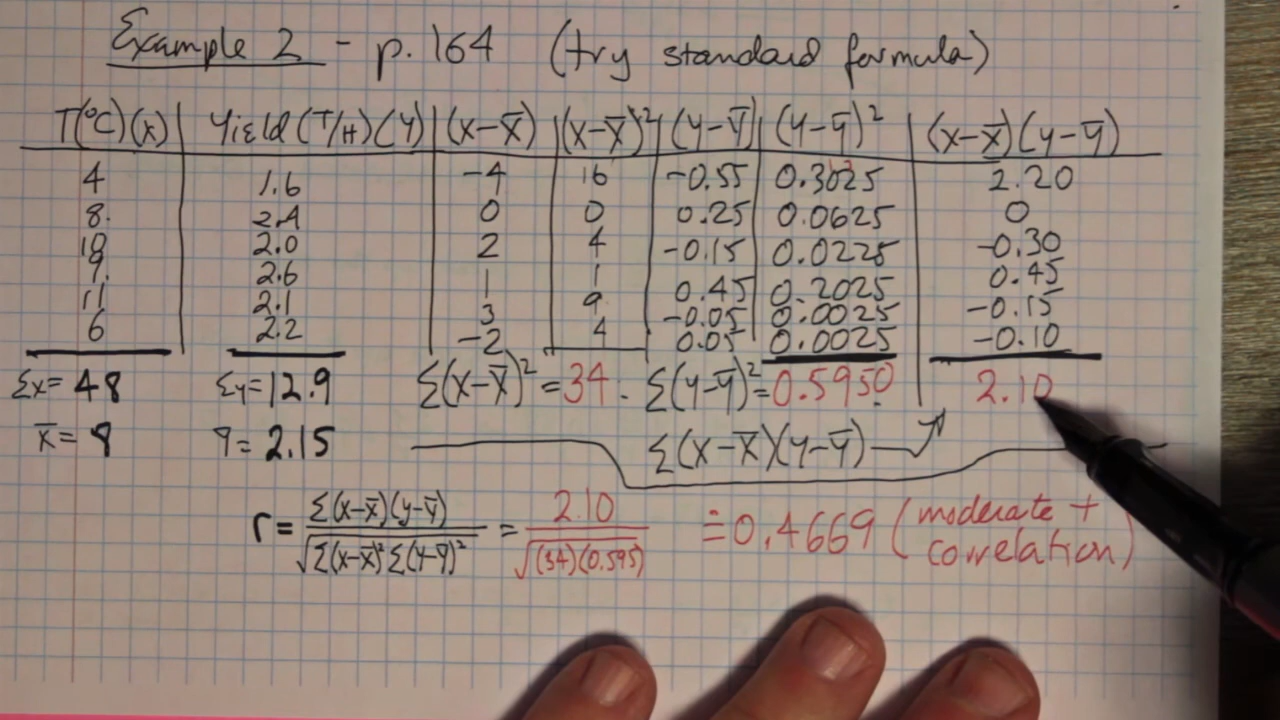 Example 2 - p. 164 (try standard formula)
T(°C)(x) Yield (T/H) (Y) (x-x̄) (x-x̄)² (y-ȳ) (y-ȳ)² (x-x̄)(y-ȳ)
4 1.6 -4 16 -0.55 0.3025 2.20
8 2.4 0 0 0.25 0.0625 0
10 2.0 2 4 -0.15 0.0225 -0.30
9 2.6 1 1 0.45 0.2025 0.45
11 2.1 3 9 -0.05 0.0025 -0.15
6 2.2 -2 4 0.05 0.0025 -0.10
Σx= 48 Σy= 12.9 Σ(x-x̄)² = 34. Σ(y-ȳ)² = 0.5950 2.10
x̄ = 8 ȳ = 2.15 Σ(x-x̄)(y-ȳ)
r = Σ(x-x̄)(y-ȳ) / √Σ(x-x̄)² Σ(y-ȳ)² = 2.10 / √(34)(0.595) ≐ 0.4669 (moderate + correlation)